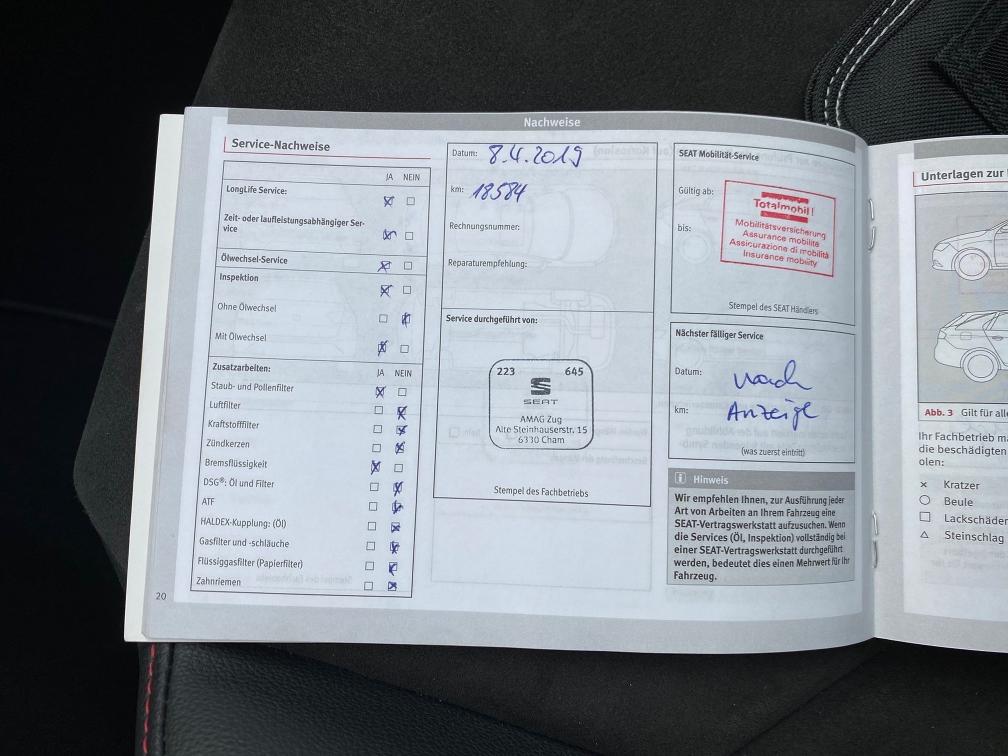 Nachweise
Service-Nachweise
JA NEIN
LongLife Service:
Zeit- oder laufleistungsabhängiger Ser-
vice
Ölwechsel-Service
Inspektion
Ohne Ölwechsel
Mit Ölwechsel
Zusatzarbeiten: JA NEIN
Staub- und Pollenfilter
Luftfilter
Kraftstofffilter
Zündkerzen
Bremsflüssigkeit
DSG®: Öl und Filter
ATF
HALDEX-Kupplung: (Öl)
Gasfilter und -schläuche
Flüssiggasfilter (Papierfilter)
Zahnriemen
20
Datum: 8.4.2019
km: 18584
Rechnungsnummer:
Reparaturempfehlung:
Service durchgeführt von:
223 645
SEAT
AMAG Zug
Alte Steinhauserstr. 15
6330 Cham
Stempel des Fachbetriebs
SEAT Mobilität-Service
Gültig ab:
bis:
Totalmobil!
Mobilitätsversicherung
Assurance mobilité
Assicurazione di mobilità
Insurance mobility
Stempel des SEAT Händlers
Nächster fälliger Service
Datum: nach
km: Anzeige
(was zuerst eintritt)
Hinweis
Wir empfehlen Ihnen, zur Ausführung jeder
Art von Arbeiten an Ihrem Fahrzeug eine
SEAT-Vertragswerkstatt aufzusuchen. Wenn
die Services (Öl, Inspektion) vollständig bei
einer SEAT-Vertragswerkstatt durchgeführt
werden, bedeutet dies einen Mehrwert für Ihr
Fahrzeug.
Unterlagen zur
Abb. 3 Gilt für alle
Ihr Fachbetrieb ma
die beschädigten
olen:
Kratzer
Beule
Lackschäden
Steinschlag